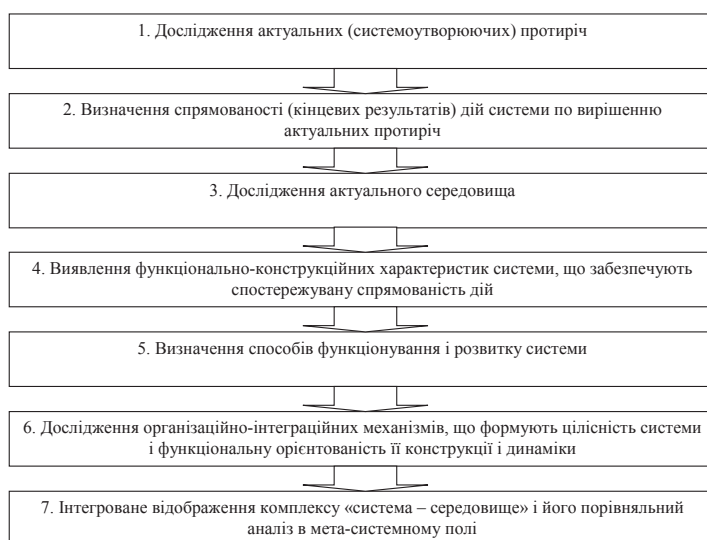 1. Дослідження актуальних (системоутворюючих) протиріч
2. Визначення спрямованості (кінцевих результатів) дій системи по вирішенню
актуальних протиріч
3. Дослідження актуального середовища
4. Виявлення функціонально-конструкційних характеристик системи, що забезпечують
спостережувану спрямованість дій
5. Визначення способів функціонування і розвитку системи
6. Дослідження організаційно-інтеграційних механізмів, що формують цілісність системи
і функціональну орієнтованість її конструкції і динаміки
7. Інтегроване відображення комплексу «система – середовище» і його порівняльний
аналіз в мета-системному полі